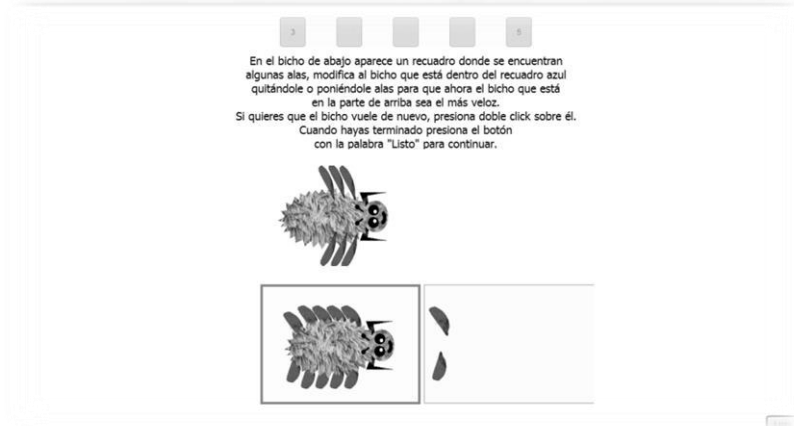 3
5
En el bicho de abajo aparece un recuadro donde se encuentran
algunas alas, modifica al bicho que está dentro del recuadro azul
quitándole o poniéndole alas para que ahora el bicho que está
en la parte de arriba sea el más veloz.
Si quieres que el bicho vuele de nuevo, presiona doble click sobre él.
Cuando hayas terminado presiona el botón
con la palabra "Listo" para continuar.